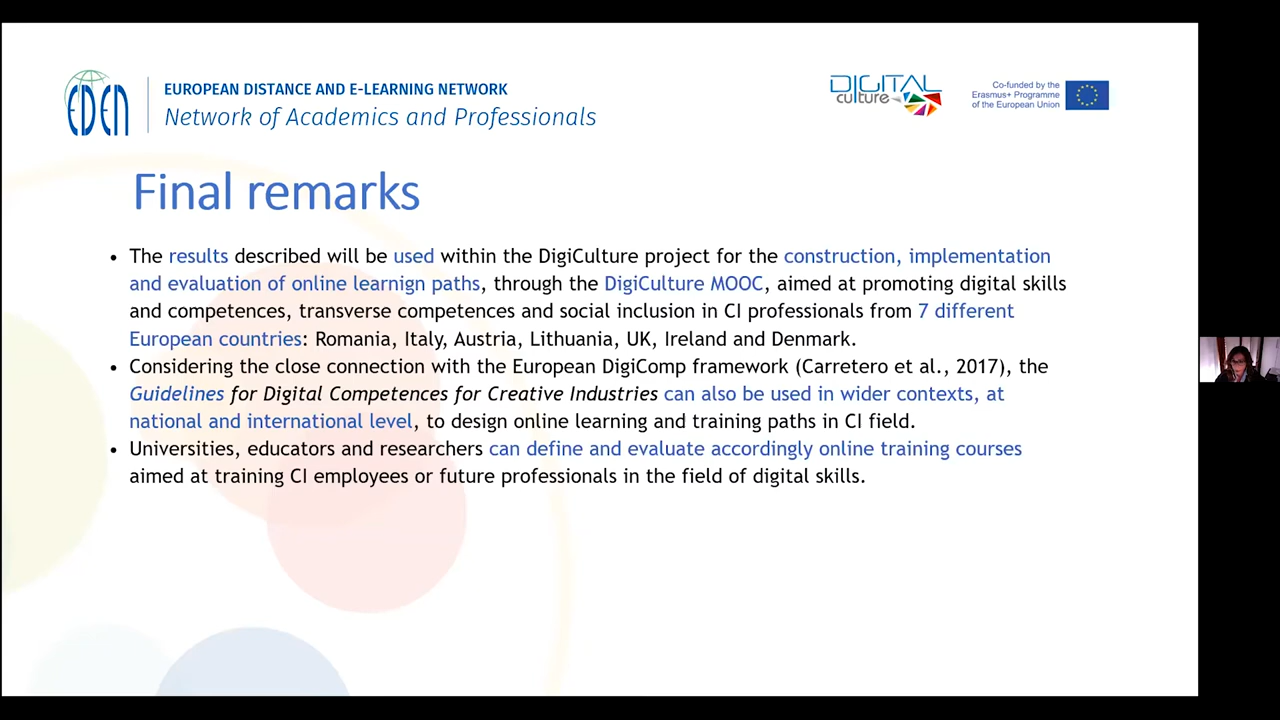 EDEN
EUROPEAN DISTANCE AND E-LEARNING NETWORK
Network of Academics and Professionals
DIGITAL
culture
Co-funded by the
Erasmus+ Programme
of the European Union
Final remarks
• The results described will be used within the DigiCulture project for the construction, implementation
and evaluation of online learnign paths, through the DigiCulture MOOC, aimed at promoting digital skills
and competences, transverse competences and social inclusion in CI professionals from 7 different
European countries: Romania, Italy, Austria, Lithuania, UK, Ireland and Denmark.
• Considering the close connection with the European DigiComp framework (Carretero et al., 2017), the
Guidelines for Digital Competences for Creative Industries can also be used in wider contexts, at
national and international level, to design online learning and training paths in CI field.
• Universities, educators and researchers can define and evaluate accordingly online training courses
aimed at training CI employees or future professionals in the field of digital skills.